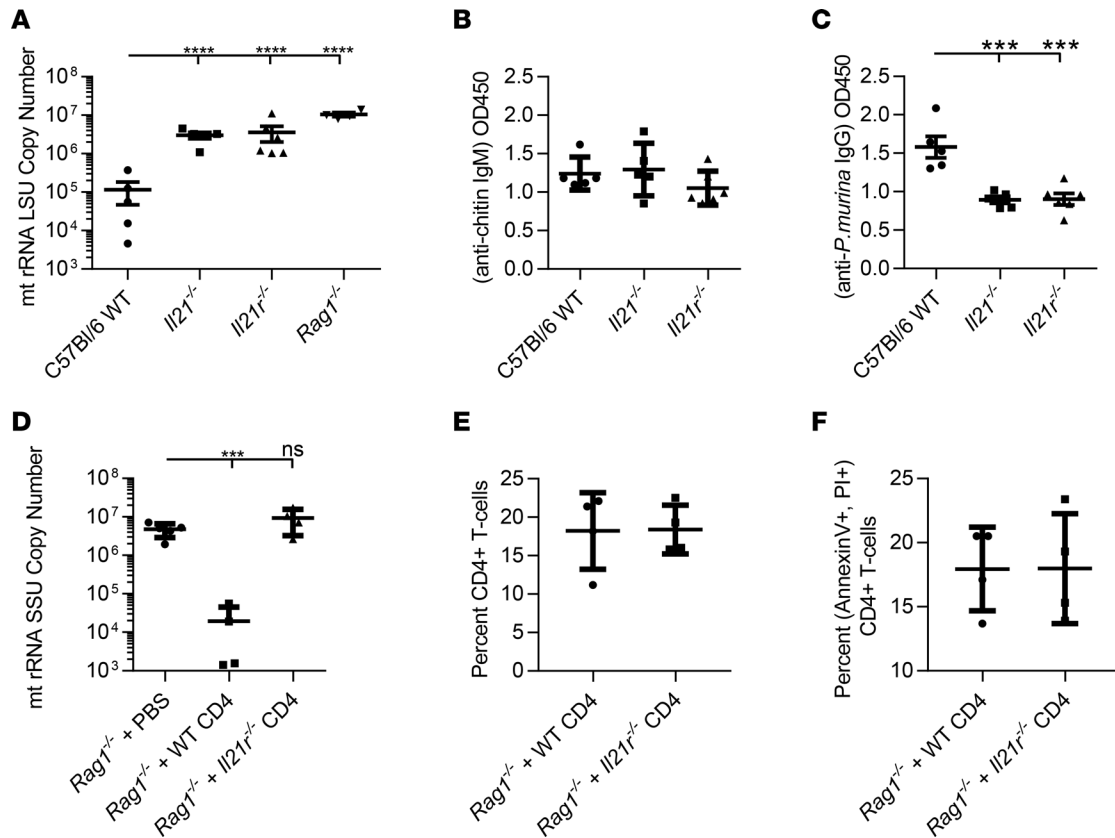 A
mt rRNA LSU Copy Number
**** **** ****
10⁸
10⁷
10⁶
10⁵
10⁴
10³
C57Bl/6 WT
Il21⁻/⁻
Il21r⁻/⁻
Rag1⁻/⁻
B
(anti-chitin IgM) OD450
2.5
2.0
1.5
1.0
0.5
0.0
C57Bl/6 WT
Il21⁻/⁻
Il21r⁻/⁻
C
(anti-P.murina IgG) OD450
*** ***
2.5
2.0
1.5
1.0
0.5
0.0
C57Bl/6 WT
Il21⁻/⁻
Il21r⁻/⁻
D
mt rRNA SSU Copy Number
*** ns
10⁸
10⁷
10⁶
10⁵
10⁴
10³
Rag1⁻/⁻ + PBS
Rag1⁻/⁻ + WT CD4
Rag1⁻/⁻ + Il21r⁻/⁻ CD4
E
Percent CD4+ T-cells
25
20
15
10
5
0
Rag1⁻/⁻ + WT CD4
Rag1⁻/⁻ + Il21r⁻/⁻ CD4
F
Percent (AnnexinV+, PI+)
CD4+ T-cells
25
20
15
10
Rag1⁻/⁻ + WT CD4
Rag1⁻/⁻ + Il21r⁻/⁻ CD4